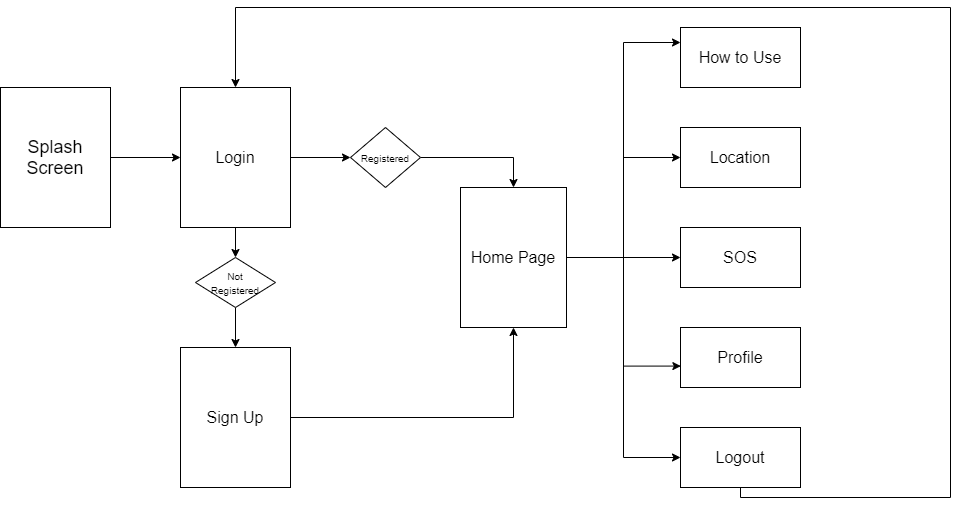 How to Use
Splash
Screen
Login
Registered
Location
Home Page
SOS
Not
Registered
Profile
Sign Up
Logout